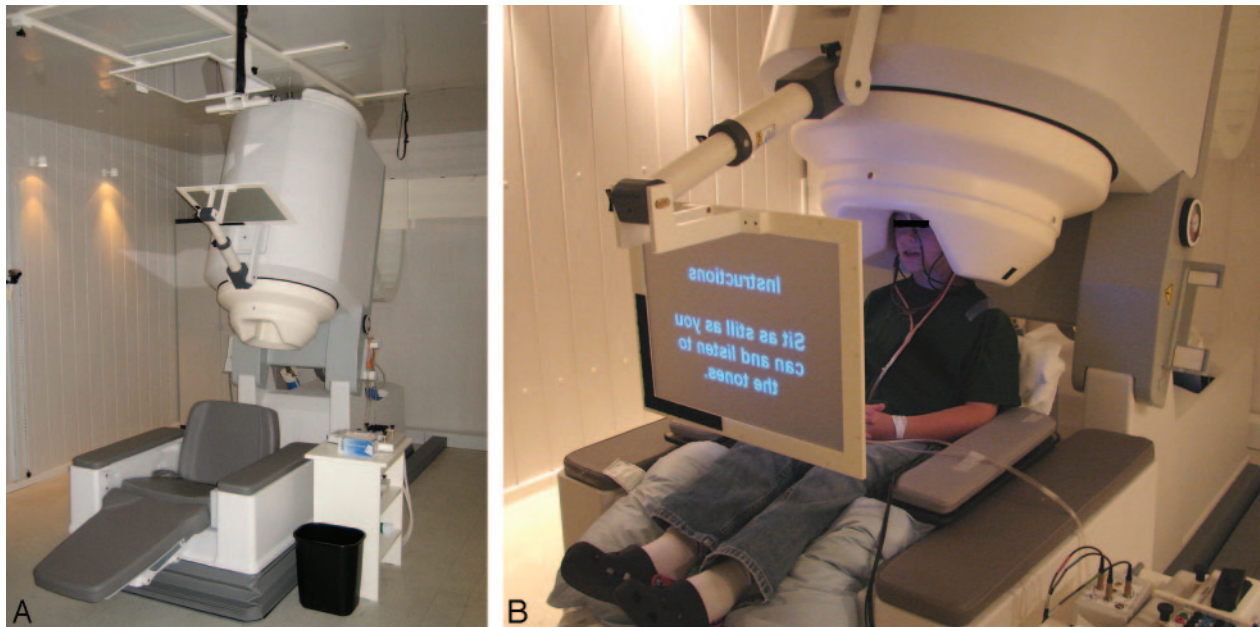 Instructions
Sit as still as you
can and listen to
the tones.
A
B